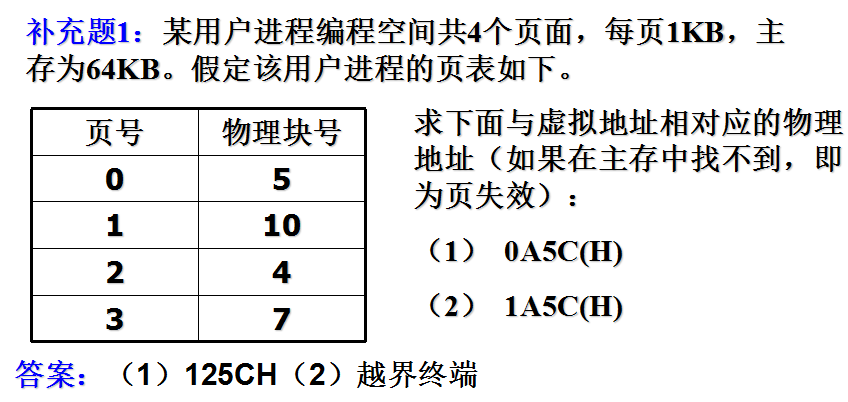 补充题1：某用户进程编程空间共4个页面，每页1KB，主
存为64KB。假定该用户进程的页表如下。
页号 物理块号
0 5
1 10
2 4
3 7
求下面与虚拟地址相对应的物理
地址（如果在主存中找不到，即
为页失效）：
（1） 0A5C(H)
（2） 1A5C(H)
答案：（1）125CH（2）越界终端